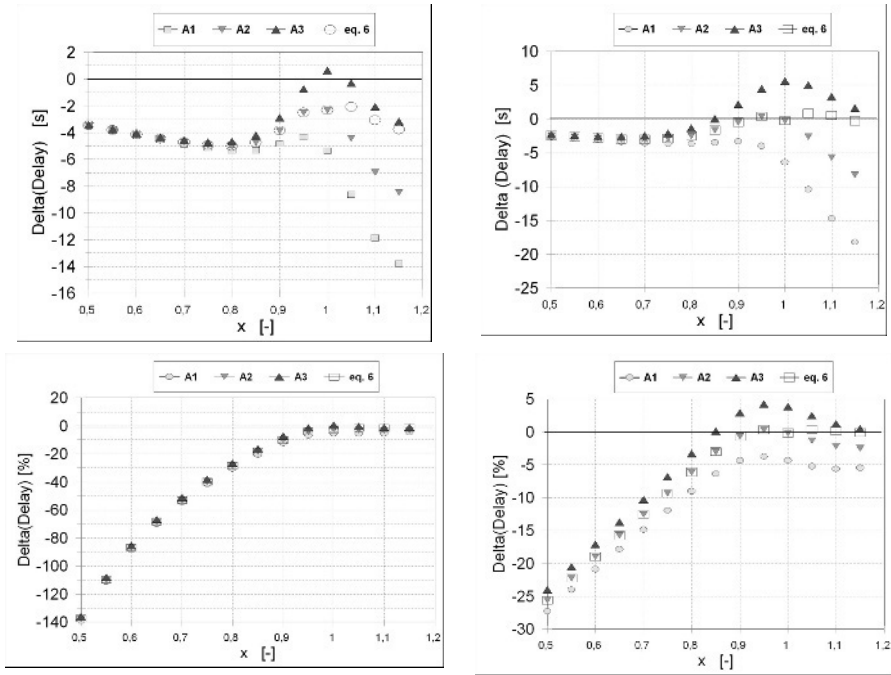 A1 A2 A3 eq. 6
2
0
-2
-4
-6
-8
-10
-12
-14
-16
Delta(Delay) [s]
0,5 0,6 0,7 0,8 0,9 1 1,1 1,2
x [-]
A1 A2 A3 eq. 6
10
5
0
-5
-10
-15
-20
-25
Delta (Delay) [s]
0,5 0,6 0,7 0,8 0,9 1 1,1 1,2
x [-]
A1 A2 A3 eq. 6
20
0
-20
-40
-60
-80
-100
-120
-140
Delta(Delay) [%]
0,5 0,6 0,7 0,8 0,9 1 1,1 1,2
x [-]
A1 A2 A3 eq. 6
5
0
-5
-10
-15
-20
-25
-30
Delta(Delay) [%]
0,5 0,6 0,7 0,8 0,9 1 1,1 1,2
x [-]